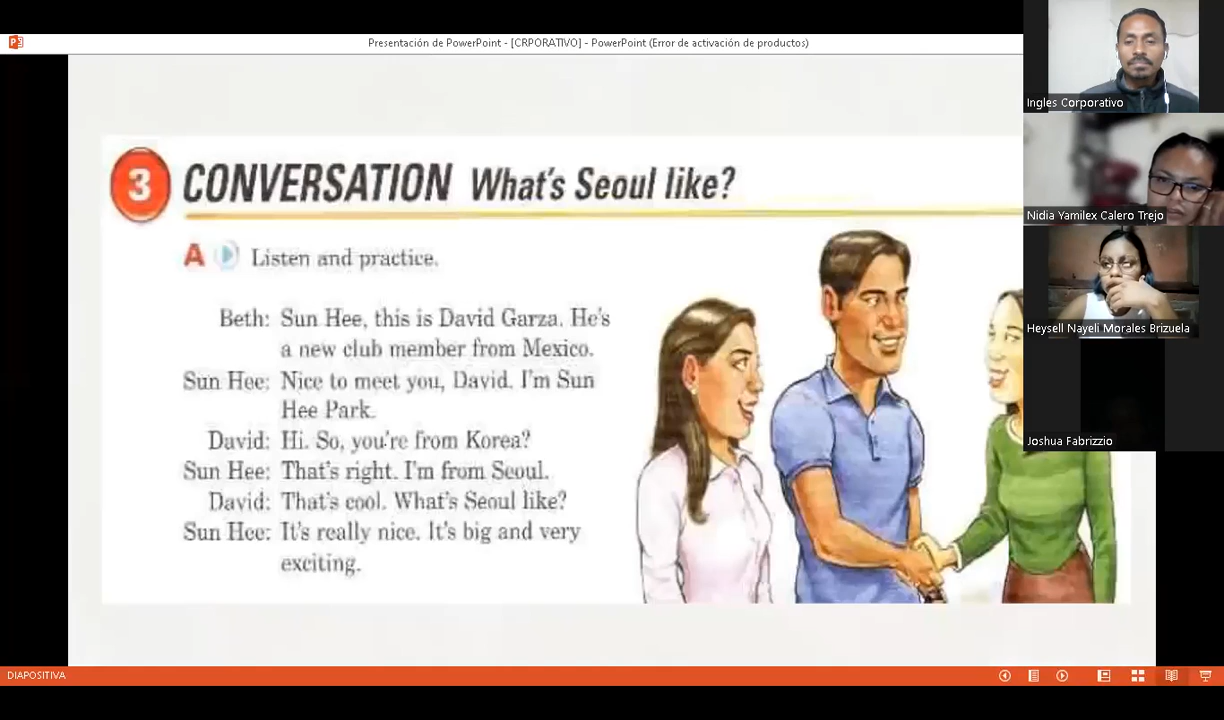 Presentación de PowerPoint - [CRPORATIVO] - PowerPoint (Error de activación de productos)
Ingles Corporativo
Nidia Yamilex Calero Trejo
Heysell Nayeli Morales Brizuela
Joshua Fabrizzio
3 CONVERSATION What's Seoul like?
A Listen and practice.
Beth: Sun Hee, this is David Garza. He's
a new club member from Mexico.
Sun Hee: Nice to meet you, David. I'm Sun
Hee Park.
David: Hi. So, you're from Korea?
Sun Hee: That's right. I'm from Seoul.
David: That's cool. What's Seoul like?
Sun Hee: It's really nice. It's big and very
exciting.
DIAPOSITIVA